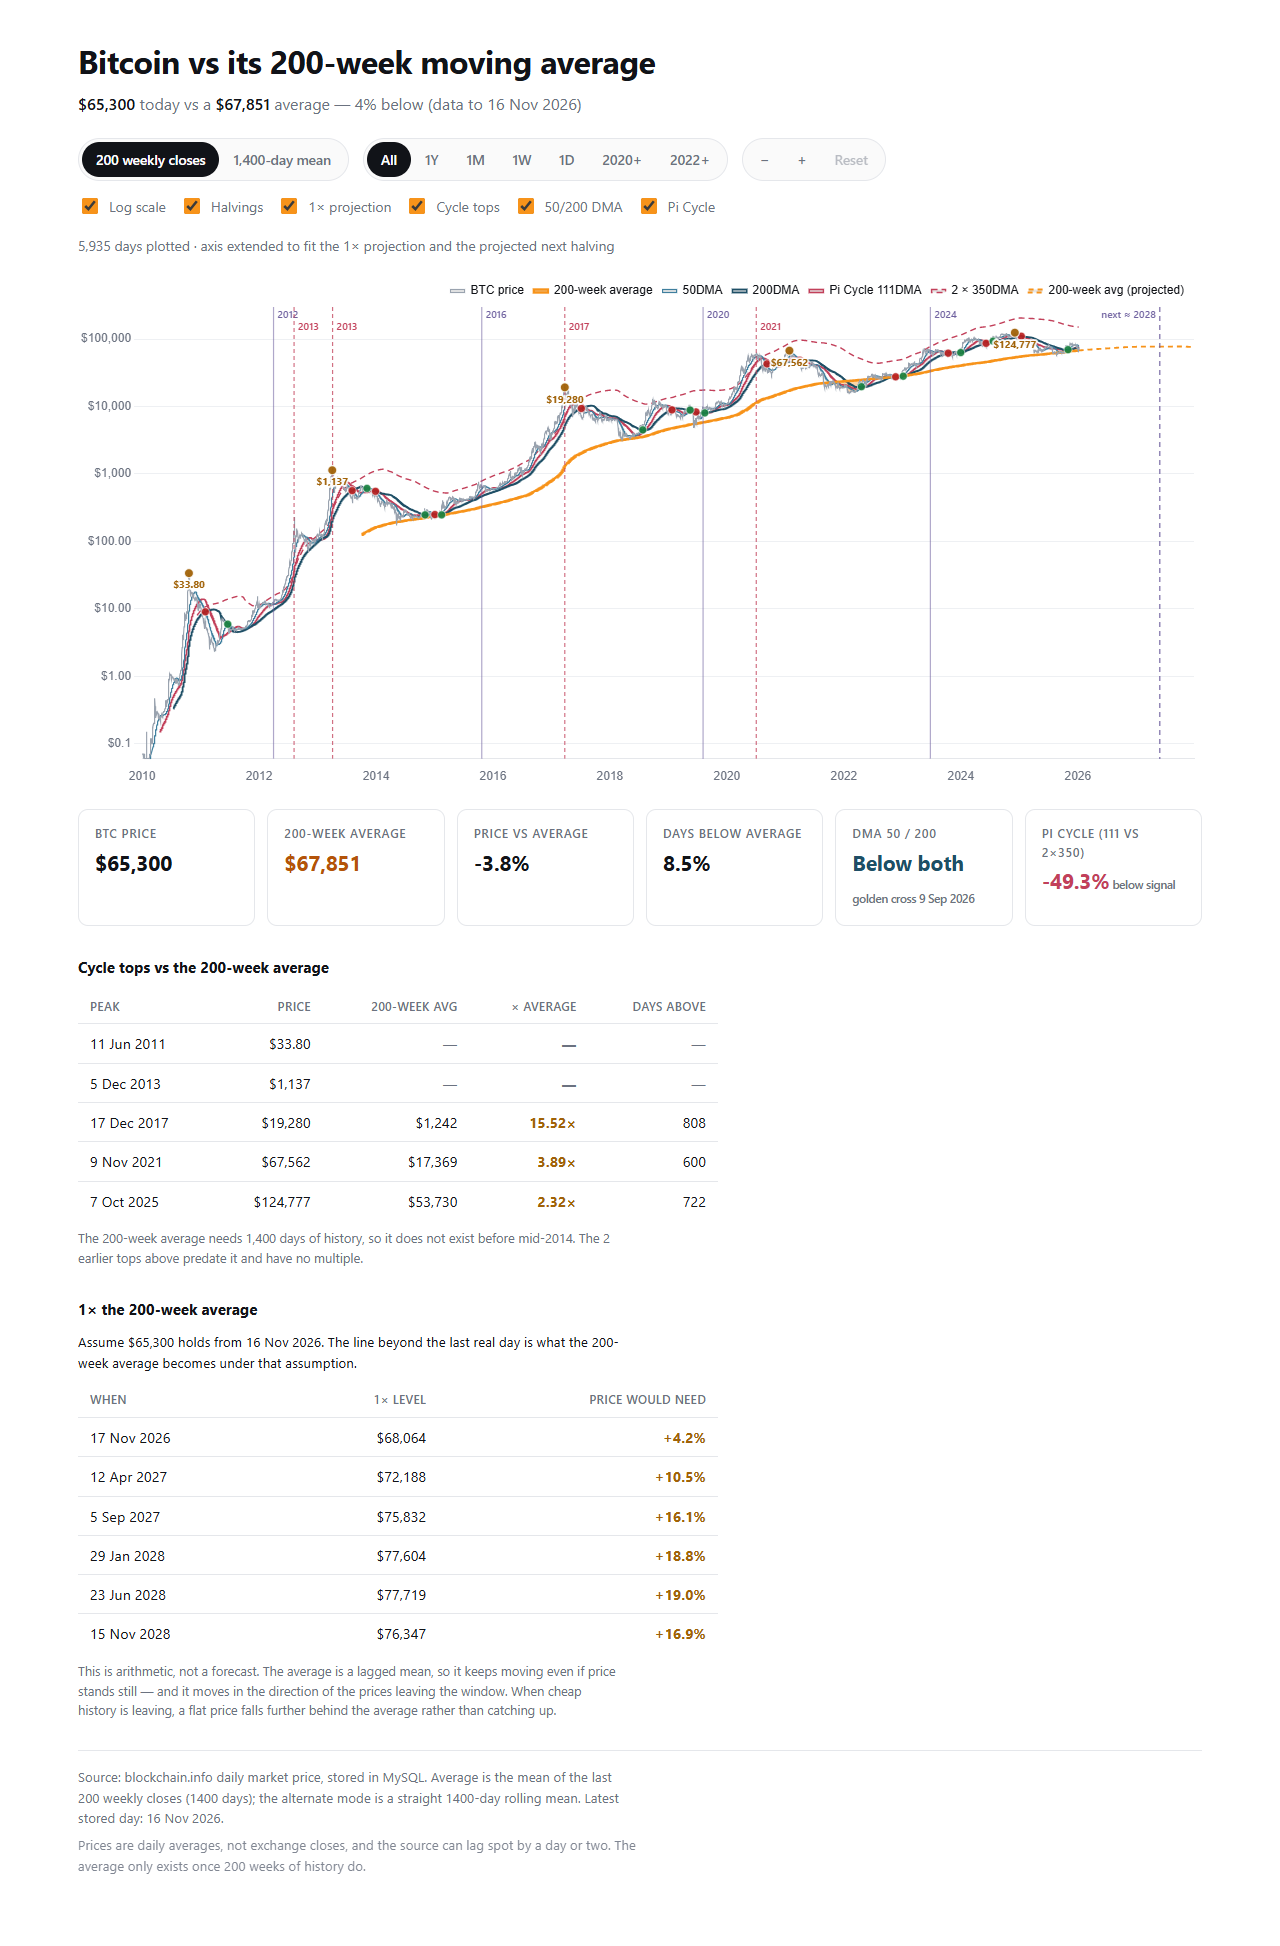 Bitcoin vs its 200-week moving average
$65,300 today vs a $67,851 average — 4% below (data to 16 Nov 2026)
200 weekly closes 1,400-day mean All 1Y 1M 1W 1D 2020+ 2022+ − + Reset
Log scale Halvings 1× projection Cycle tops 50/200 DMA Pi Cycle
5,935 days plotted · axis extended to fit the 1× projection and the projected next halving
BTC price 200-week average 50DMA 200DMA Pi Cycle 111DMA 2 × 350DMA 200-week avg (projected)
2012 2016 2020 2024 next ≈ 2028
2013 2013 2017 2021
$100,000
$124,777
$67,562
$10,000
$19,280
$1,000
$1,137
$100.00
$33.80
$10.00
$1.00
$0.1
2010 2012 2014 2016 2018 2020 2022 2024 2026
BTC PRICE
$65,300
200-WEEK AVERAGE
$67,851
PRICE VS AVERAGE
-3.8%
DAYS BELOW AVERAGE
8.5%
DMA 50 / 200
Below both
golden cross 9 Sep 2026
PI CYCLE (111 VS
2×350)
-49.3% below signal
Cycle tops vs the 200-week average
PEAK PRICE 200-WEEK AVG × AVERAGE DAYS ABOVE
11 Jun 2011 $33.80 — — —
5 Dec 2013 $1,137 — — —
17 Dec 2017 $19,280 $1,242 15.52× 808
9 Nov 2021 $67,562 $17,369 3.89× 600
7 Oct 2025 $124,777 $53,730 2.32× 722
The 200-week average needs 1,400 days of history, so it does not exist before mid-2014. The 2
earlier tops above predate it and have no multiple.
1× the 200-week average
Assume $65,300 holds from 16 Nov 2026. The line beyond the last real day is what the 200-
week average becomes under that assumption.
WHEN 1× LEVEL PRICE WOULD NEED
17 Nov 2026 $68,064 +4.2%
12 Apr 2027 $72,188 +10.5%
5 Sep 2027 $75,832 +16.1%
29 Jan 2028 $77,604 +18.8%
23 Jun 2028 $77,719 +19.0%
15 Nov 2028 $76,347 +16.9%
This is arithmetic, not a forecast. The average is a lagged mean, so it keeps moving even if price
stands still — and it moves in the direction of the prices leaving the window. When cheap
history is leaving, a flat price falls further behind the average rather than catching up.
Source: blockchain.info daily market price, stored in MySQL. Average is the mean of the last
200 weekly closes (1400 days); the alternate mode is a straight 1400-day rolling mean. Latest
stored day: 16 Nov 2026.
Prices are daily averages, not exchange closes, and the source can lag spot by a day or two. The
average only exists once 200 weeks of history do.